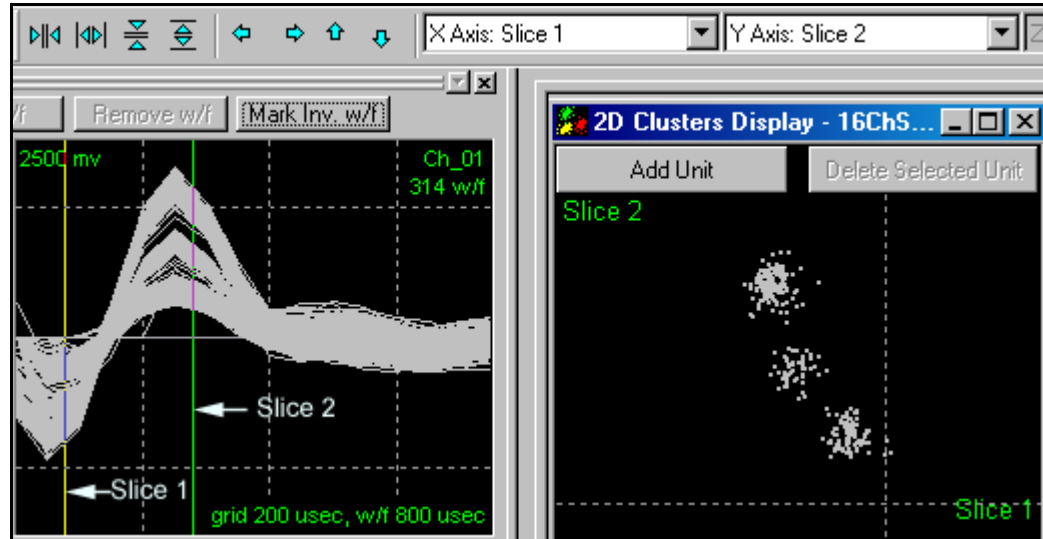 X Axis: Slice 1
Y Axis: Slice 2
Z
/f
Remove w/f
Mark Inv. w/f
2500 mv
Ch_01
314 w/f
Slice 2
Slice 1
grid 200 usec, w/f 800 usec
2D Clusters Display - 16ChS...
Add Unit
Delete Selected Unit
Slice 2
Slice 1